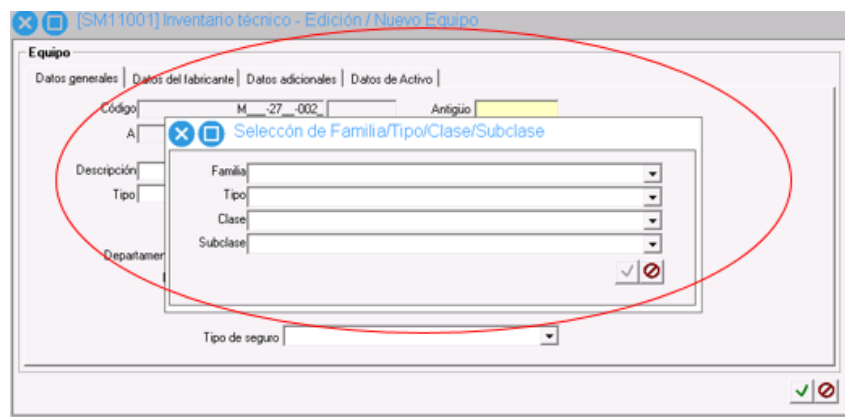 [SM11001] Inventario técnico - Edición / Nuevo Equipo
Equipo
Datos generales Datos del fabricante Datos adicionales Datos de Activo
Código M___-27__-002_ Antigüo
A
Seleccón de Familia/Tipo/Clase/Subclase
Descripción
Familia
Tipo
Tipo
Clase
Subclase
Departamen
Tipo de seguro